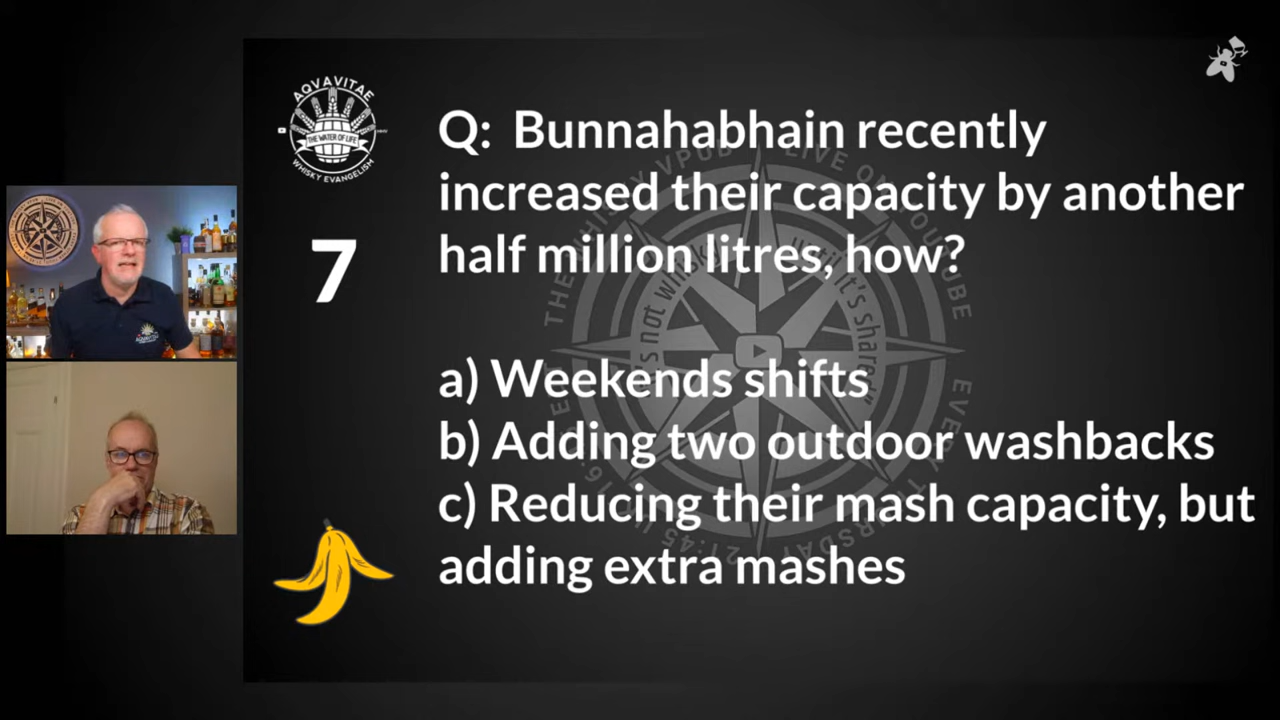 AQVAVITAE
THE WATER OF LIFE
WHISKY EVANGELISM
7
Q: Bunnahabhain recently
increased their capacity by another
half million litres, how?
a) Weekends shifts
b) Adding two outdoor washbacks
c) Reducing their mash capacity, but
adding extra mashes